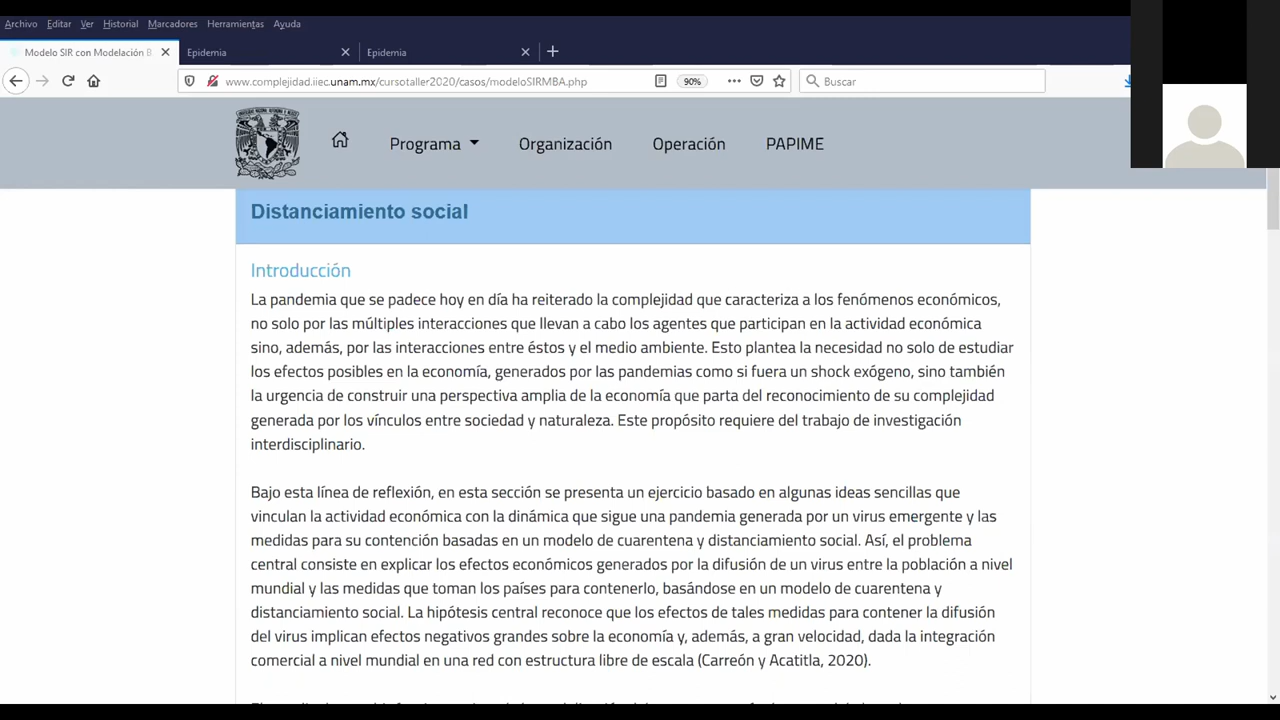 Archivo Editar Ver Historial Marcadores Herramientas Ayuda
Modelo SIR con Modelación B
Epidemia
Epidemia
www.complejidad.iiec.unam.mx/cursotaller2020/casos/modeloSIRMBA.php
90%
Buscar
Programa Organización Operación PAPIME
Distanciamiento social
Introducción
La pandemia que se padece hoy en día ha reiterado la complejidad que caracteriza a los fenómenos económicos,
no solo por las múltiples interacciones que llevan a cabo los agentes que participan en la actividad económica
sino, además, por las interacciones entre éstos y el medio ambiente. Esto plantea la necesidad no solo de estudiar
los efectos posibles en la economía, generados por las pandemias como si fuera un shock exógeno, sino también
la urgencia de construir una perspectiva amplia de la economía que parta del reconocimiento de su complejidad
generada por los vínculos entre sociedad y naturaleza. Este propósito requiere del trabajo de investigación
interdisciplinario.
Bajo esta línea de reflexión, en esta sección se presenta un ejercicio basado en algunas ideas sencillas que
vinculan la actividad económica con la dinámica que sigue una pandemia generada por un virus emergente y las
medidas para su contención basadas en un modelo de cuarentena y distanciamiento social. Así, el problema
central consiste en explicar los efectos económicos generados por la difusión de un virus entre la población a nivel
mundial y las medidas que toman los países para contenerlo, basándose en un modelo de cuarentena y
distanciamiento social. La hipótesis central reconoce que los efectos de tales medidas para contener la difusión
del virus implican efectos negativos grandes sobre la economía y, además, a gran velocidad, dada la integración
comercial a nivel mundial en una red con estructura libre de escala (Carreón y Acatitla, 2020).